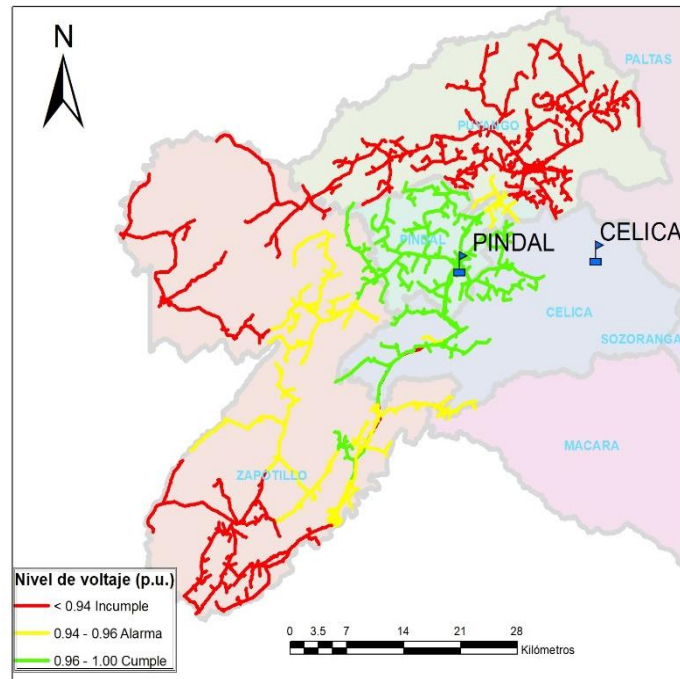 N
PALTAS
PUYANGO
PINDAL
PINDAL
CELICA
CELICA
SOZORANGA
MACARA
ZAPOTILLO
Nivel de voltaje (p.u.)
< 0.94 Incumple
0.94 - 0.96 Alarma
0.96 - 1.00 Cumple
0 3.5 7 14 21 28
Kilómetros